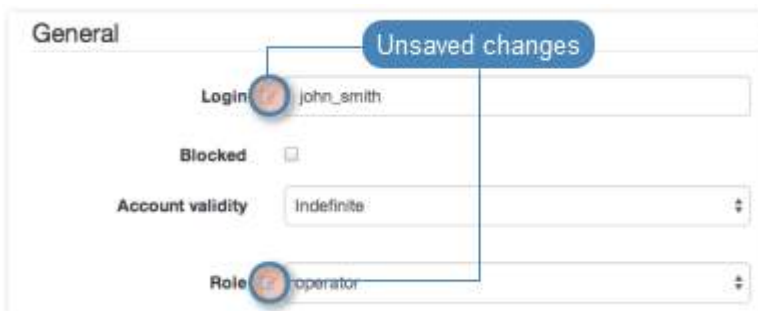 General
Unsaved changes
Login john_smith
Blocked
Account validity Indefinite
Role operator